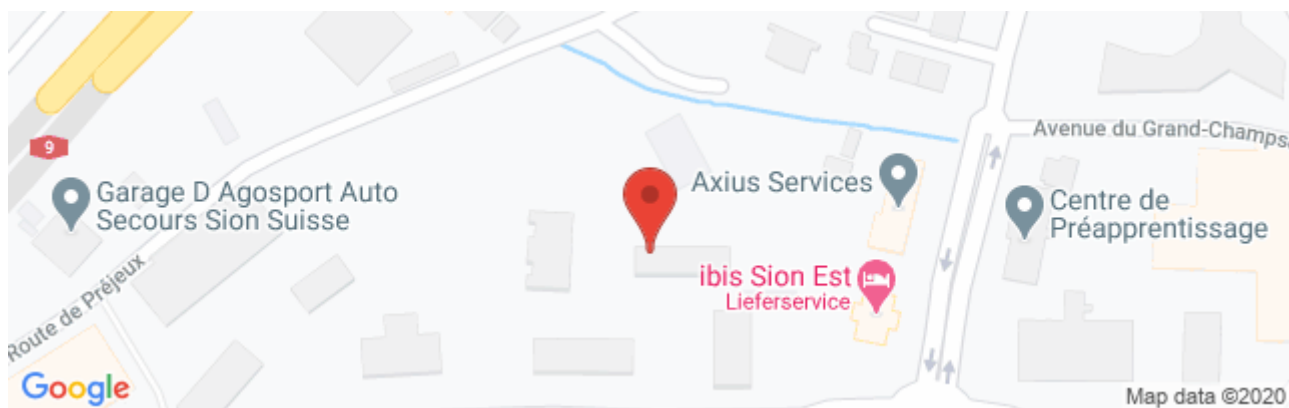 Avenue du Grand-Champs
9
Garage D Agosport Auto
Secours Sion Suisse
Axius Services
Centre de
Préapprentissage
ibis Sion Est
Lieferservice
Route de Préjeux
Google
Map data ©2020